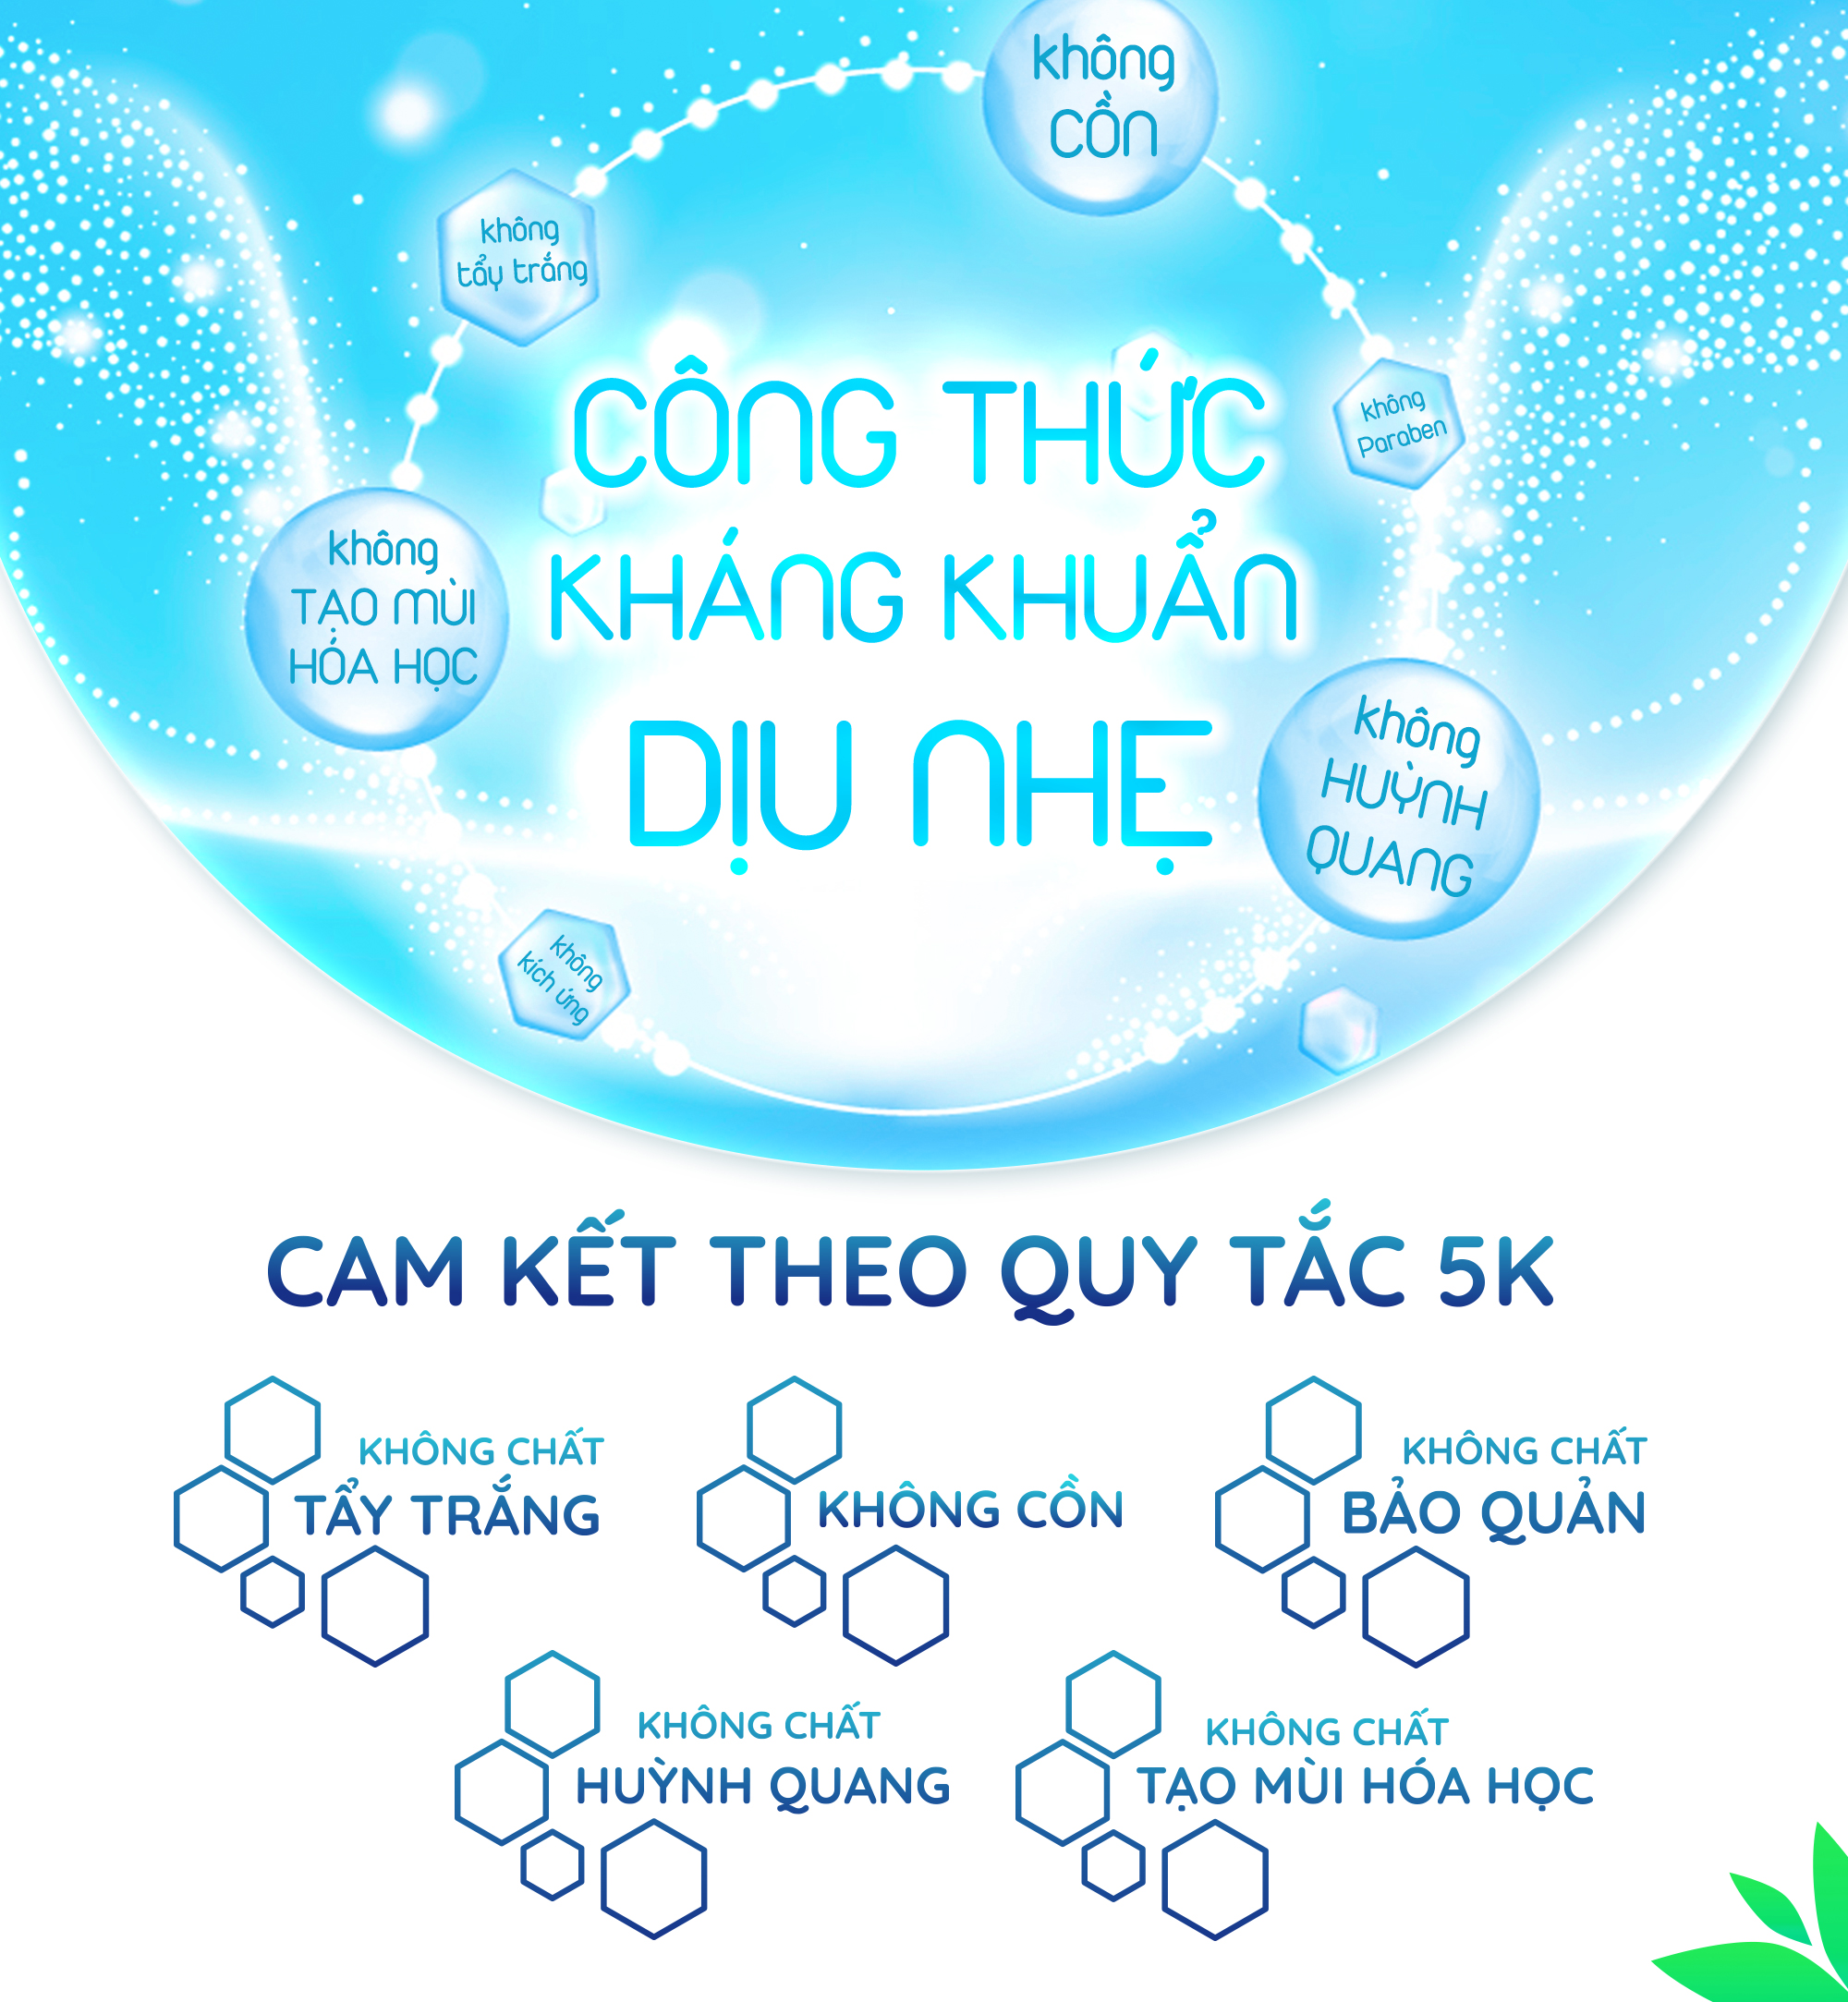 không
CỒN
không
tẩy trắng
CÔNG THỨC
không
Paraben
KHÁNG KHUẨN
không
TẠO MÙI
HÓA HỌC
DỊU NHẸ
không
HUỲNH
QUANG
không
kích ứng
CAM KẾT THEO QUY TẮC 5K
KHÔNG CHẤT
TẨY TRẮNG
KHÔNG CỒN
KHÔNG CHẤT
BẢO QUẢN
KHÔNG CHẤT
HUỲNH QUANG
KHÔNG CHẤT
TẠO MÙI HÓA HỌC